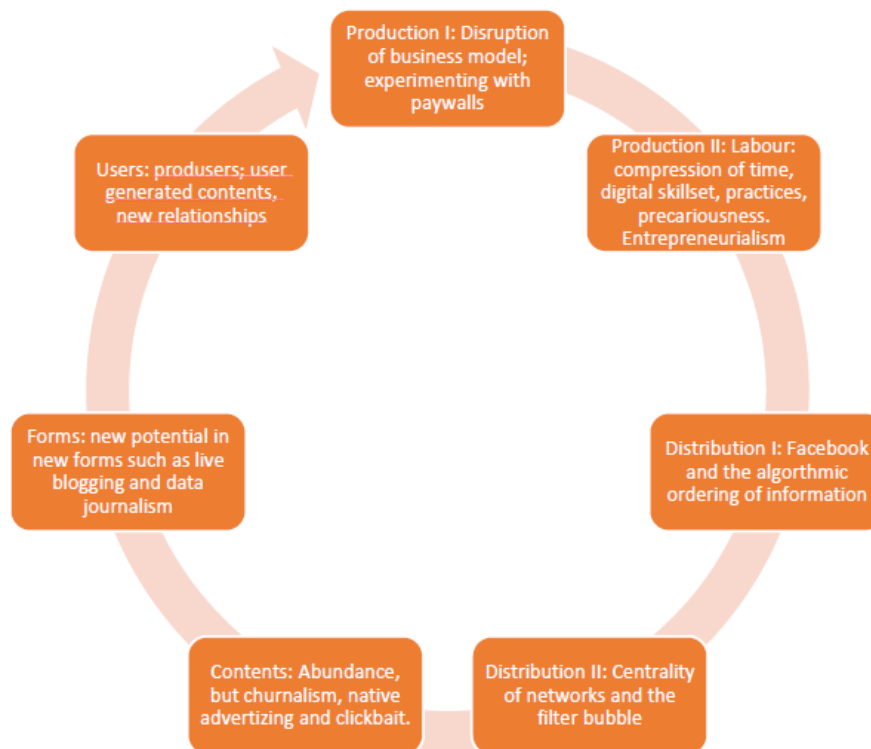 Production I: Disruption
of business model;
experimenting with
paywalls
Production II: Labour:
compression of time,
digital skillset, practices,
precariousness.
Entrepreneurialism
Distribution I: Facebook
and the algorthmic
ordering of information
Distribution II: Centrality
of networks and the
filter bubble
Contents: Abundance,
but churnalism, native
advertizing and clickbait.
Forms: new potential in
new forms such as live
blogging and data
journalism
Users: produsers; user
generated contents,
new relationships